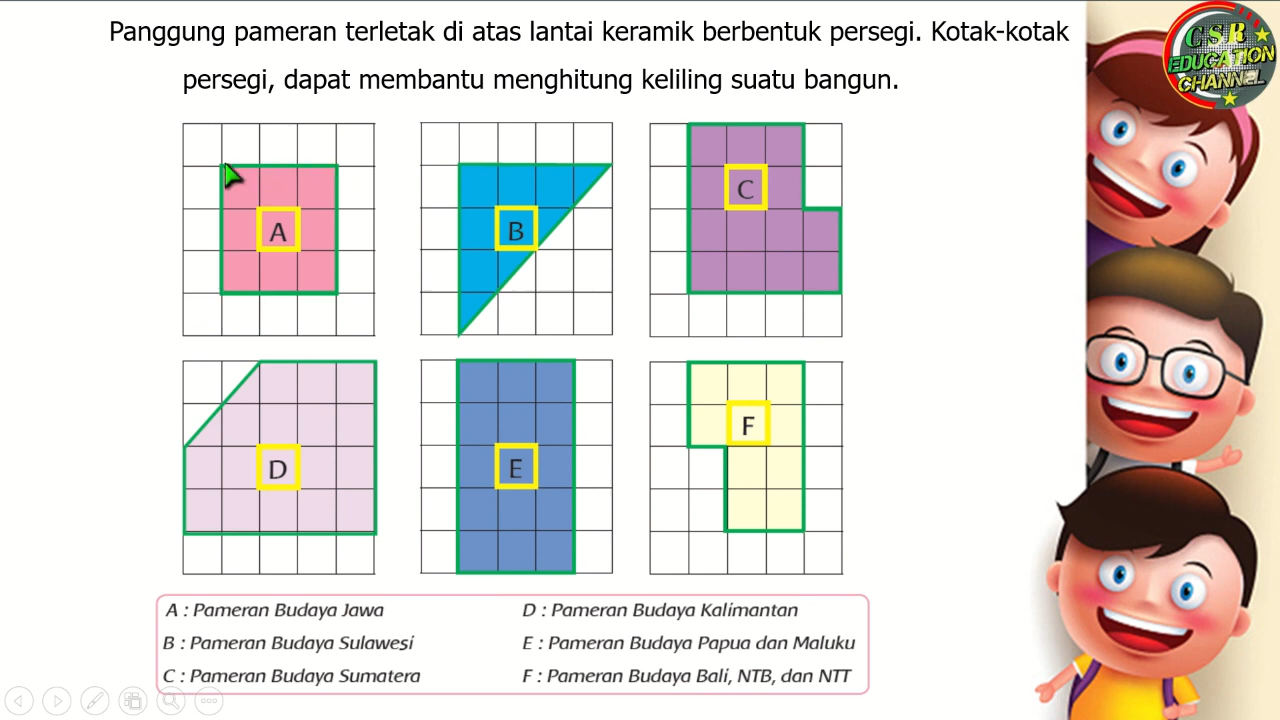 Panggung pameran terletak di atas lantai keramik berbentuk persegi. Kotak-kotak
persegi, dapat membantu menghitung keliling suatu bangun.
CSR
EDUCATION
CHANNEL
A
B
C
D
E
F
A : Pameran Budaya Jawa
B : Pameran Budaya Sulawesi
C : Pameran Budaya Sumatera
D : Pameran Budaya Kalimantan
E : Pameran Budaya Papua dan Maluku
F : Pameran Budaya Bali, NTB, dan NTT